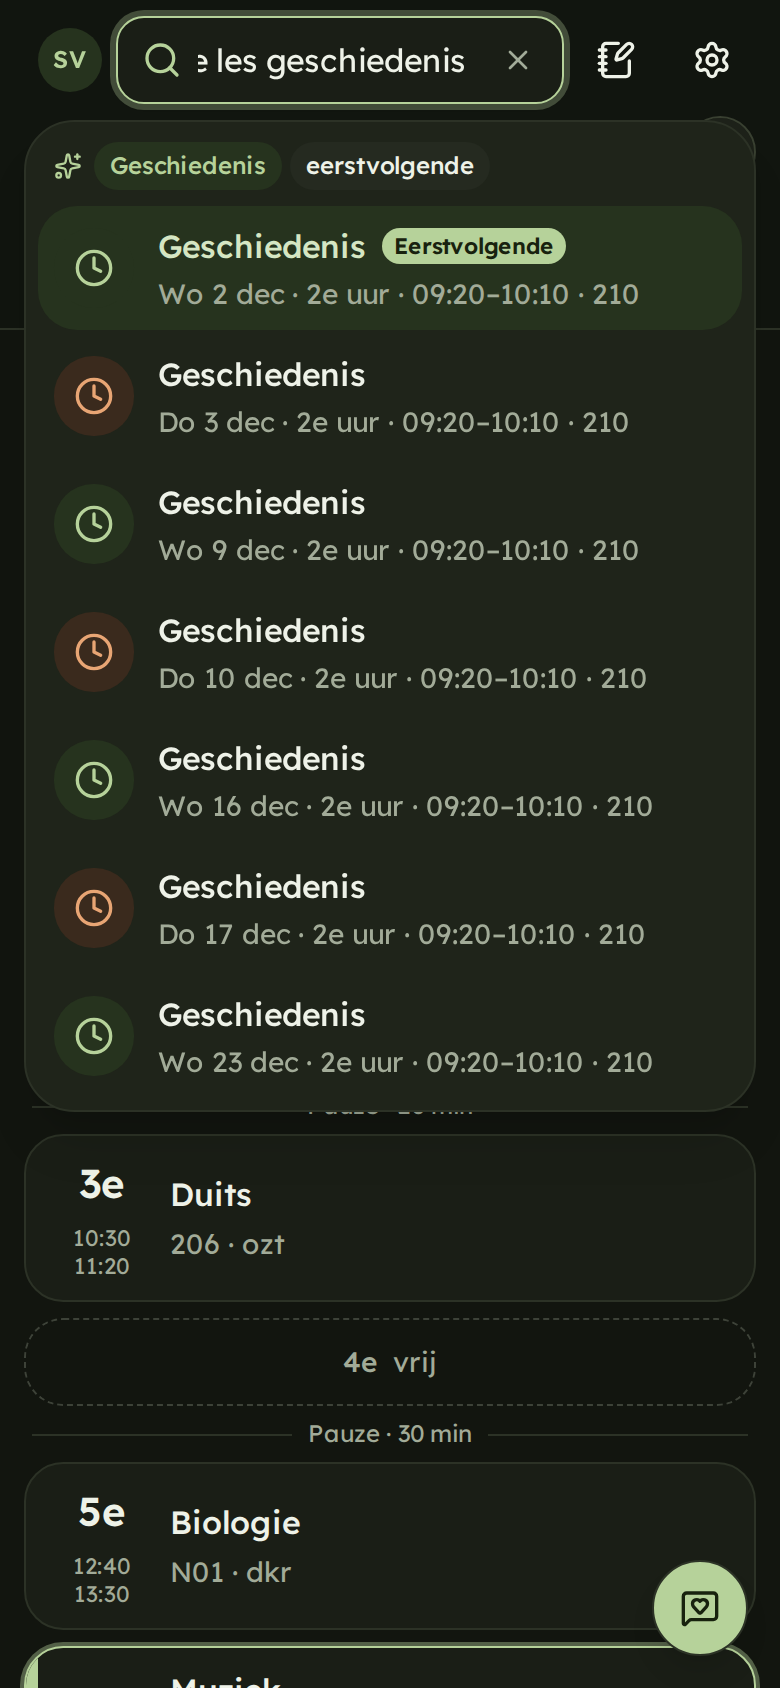 SV
les geschiedenis
Geschiedenis eerstvolgende
Geschiedenis Eerstvolgende
Wo 2 dec · 2e uur · 09:20–10:10 · 210
Geschiedenis
Do 3 dec · 2e uur · 09:20–10:10 · 210
Geschiedenis
Wo 9 dec · 2e uur · 09:20–10:10 · 210
Geschiedenis
Do 10 dec · 2e uur · 09:20–10:10 · 210
Geschiedenis
Wo 16 dec · 2e uur · 09:20–10:10 · 210
Geschiedenis
Do 17 dec · 2e uur · 09:20–10:10 · 210
Geschiedenis
Wo 23 dec · 2e uur · 09:20–10:10 · 210
3e
Duits
10:30
11:20
206 · ozt
4e vrij
Pauze · 30 min
5e
Biologie
12:40
13:30
N01 · dkr